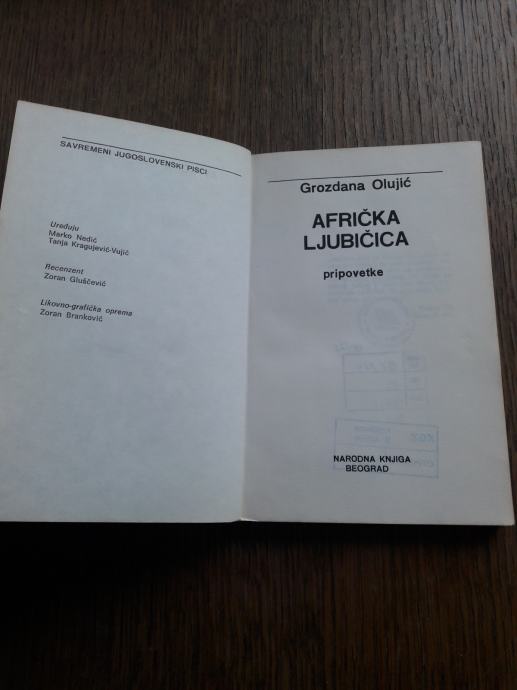 SAVREMENI JUGOSLOVENSKI PISCI
Uređuju
Marko Nedić
Tanja Kragujević-Vujić
Recenzent
Zoran Gluščević
Likovno-grafička oprema
Zoran Branković
Grozdana Olujić
AFRIČKA
LJUBIČICA
pripovetke
NARODNA KNJIGA
BEOGRAD